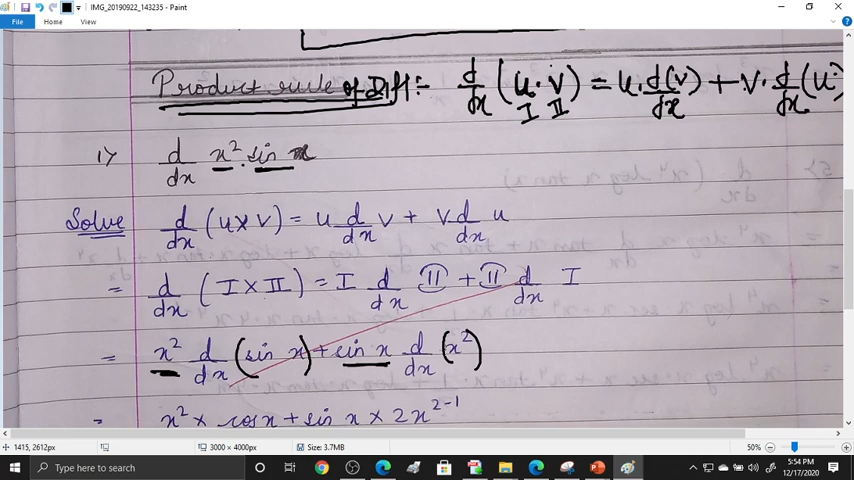 IMG_20190922_143235 - Paint
File Home View
Product rule of Diff:- d/dx (u·v) = u·d(v)/dx + v·d/dx(u)
I II
1) d/dx x² · sin x
Solve d/dx (u×v) = u d/dx v + v d/dx u
= d/dx (I × II) = I d/dx II + II d/dx I
= x² d/dx (sin x) + sin x d/dx (x²)
= x² × cos x + sin x × 2x²⁻¹
1415, 2612px 3000 × 4000px Size: 3.7MB 50%
Type here to search 5:54 PM
12/17/2020